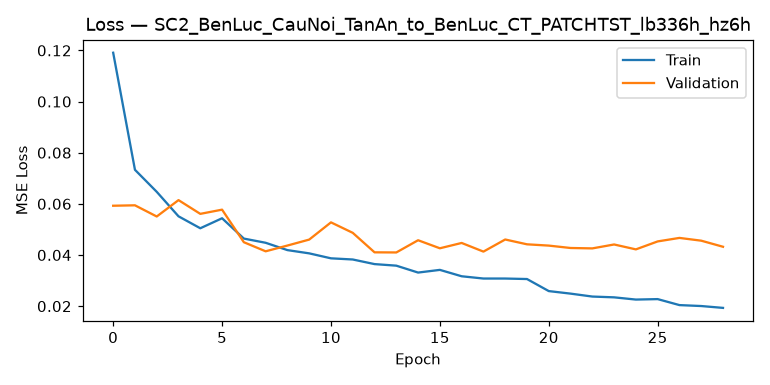 Loss — SC2_BenLuc_CauNoi_TanAn_to_BenLuc_CT_PATCHTST_lb336h_hz6h
Train
Validation
MSE Loss
0.12
0.10
0.08
0.06
0.04
0.02
0 5 10 15 20 25
Epoch